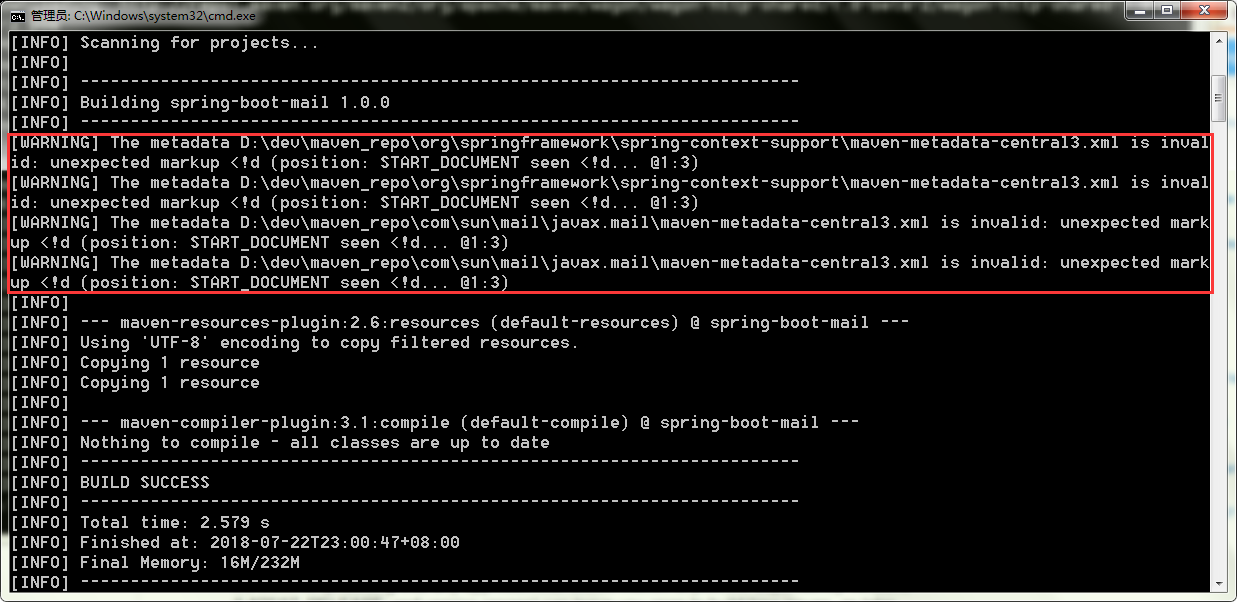 管理员: C:\Windows\system32\cmd.exe
[INFO] Scanning for projects...
[INFO]
[INFO] ------------------------------------------------------------------------
[INFO] Building spring-boot-mail 1.0.0
[INFO] ------------------------------------------------------------------------
[WARNING] The metadata D:\dev\maven_repo\org\springframework\spring-context-support\maven-metadata-central3.xml is inval
id: unexpected markup <!d (position: START_DOCUMENT seen <!d... @1:3)
[WARNING] The metadata D:\dev\maven_repo\org\springframework\spring-context-support\maven-metadata-central3.xml is inval
id: unexpected markup <!d (position: START_DOCUMENT seen <!d... @1:3)
[WARNING] The metadata D:\dev\maven_repo\com\sun\mail\javax.mail\maven-metadata-central3.xml is invalid: unexpected mark
up <!d (position: START_DOCUMENT seen <!d... @1:3)
[WARNING] The metadata D:\dev\maven_repo\com\sun\mail\javax.mail\maven-metadata-central3.xml is invalid: unexpected mark
up <!d (position: START_DOCUMENT seen <!d... @1:3)
[INFO]
[INFO] --- maven-resources-plugin:2.6:resources (default-resources) @ spring-boot-mail ---
[INFO] Using 'UTF-8' encoding to copy filtered resources.
[INFO] Copying 1 resource
[INFO] Copying 1 resource
[INFO]
[INFO] --- maven-compiler-plugin:3.1:compile (default-compile) @ spring-boot-mail ---
[INFO] Nothing to compile - all classes are up to date
[INFO] ------------------------------------------------------------------------
[INFO] BUILD SUCCESS
[INFO] ------------------------------------------------------------------------
[INFO] Total time: 2.579 s
[INFO] Finished at: 2018-07-22T23:00:47+08:00
[INFO] Final Memory: 16M/232M
[INFO] ------------------------------------------------------------------------